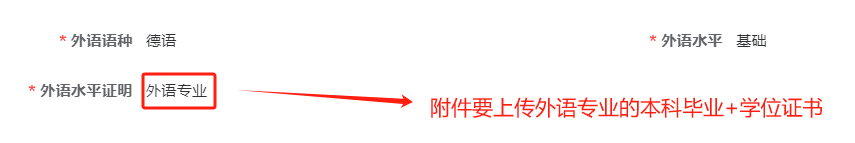 * 外语语种 德语 * 外语水平 基础
* 外语水平证明 外语专业
附件要上传外语专业的本科毕业+学位证书